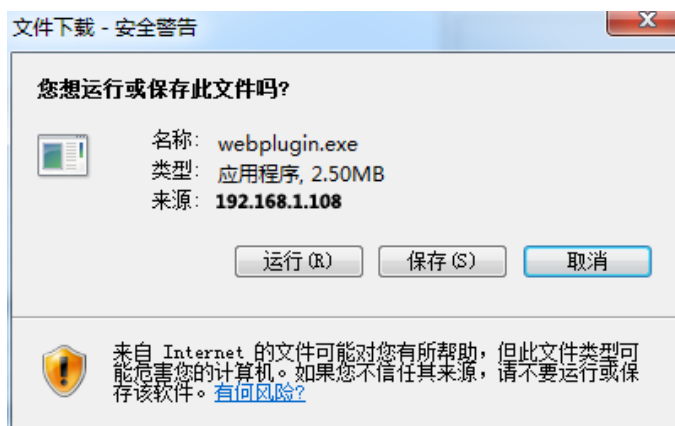 文件下载 - 安全警告
您想运行或保存此文件吗?
名称: webplugin.exe
类型: 应用程序, 2.50MB
来源: 192.168.1.108
运行(R) 保存(S) 取消
来自 Internet 的文件可能对您有所帮助，但此文件类型可
能危害您的计算机。如果您不信任其来源，请不要运行或保
存该软件。有何风险?